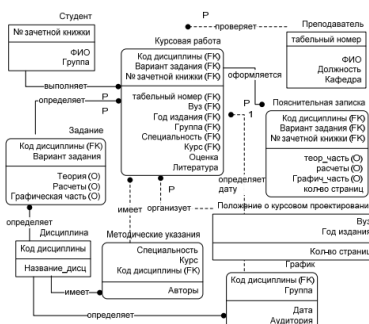 Студент
№ зачетной книжки
ФИО
Группа
выполняет
определяет
P
P
Задание
Код дисциплины (FK)
Вариант задания
Теория (O)
Расчеты (O)
Графическая часть (O)
определяет
Дисциплина
Код дисциплины
Название_дисц
имеет
определяет
Курсовая работа
Код дисциплины (FK)
Вариант задания (FK)
№ зачетной книжки (FK)
табельный номер (FK)
Вуз (FK)
Год издания (FK)
Группа (FK)
Специальность (FK)
Курс (FK)
Оценка
Литература
P
проверяет
Преподаватель
табельный номер
ФИО
Должность
Кафедра
оформляется
P
1
Пояснительная записка
Код дисциплины (FK)
Вариант задания (FK)
№ зачетной книжки (FK)
теор_часть (O)
расчеты (O)
Графич_часть (O)
кол-во страниц
определяет
дату
имеет
P
организует
Методические указания
Специальность
Курс
Код дисциплины (FK)
Авторы
Положение о курсовом проектировани
Вуз
Год издания
Кол-во страниц
График
Код дисциплины (FK)
Группа
Дата
Аудитория